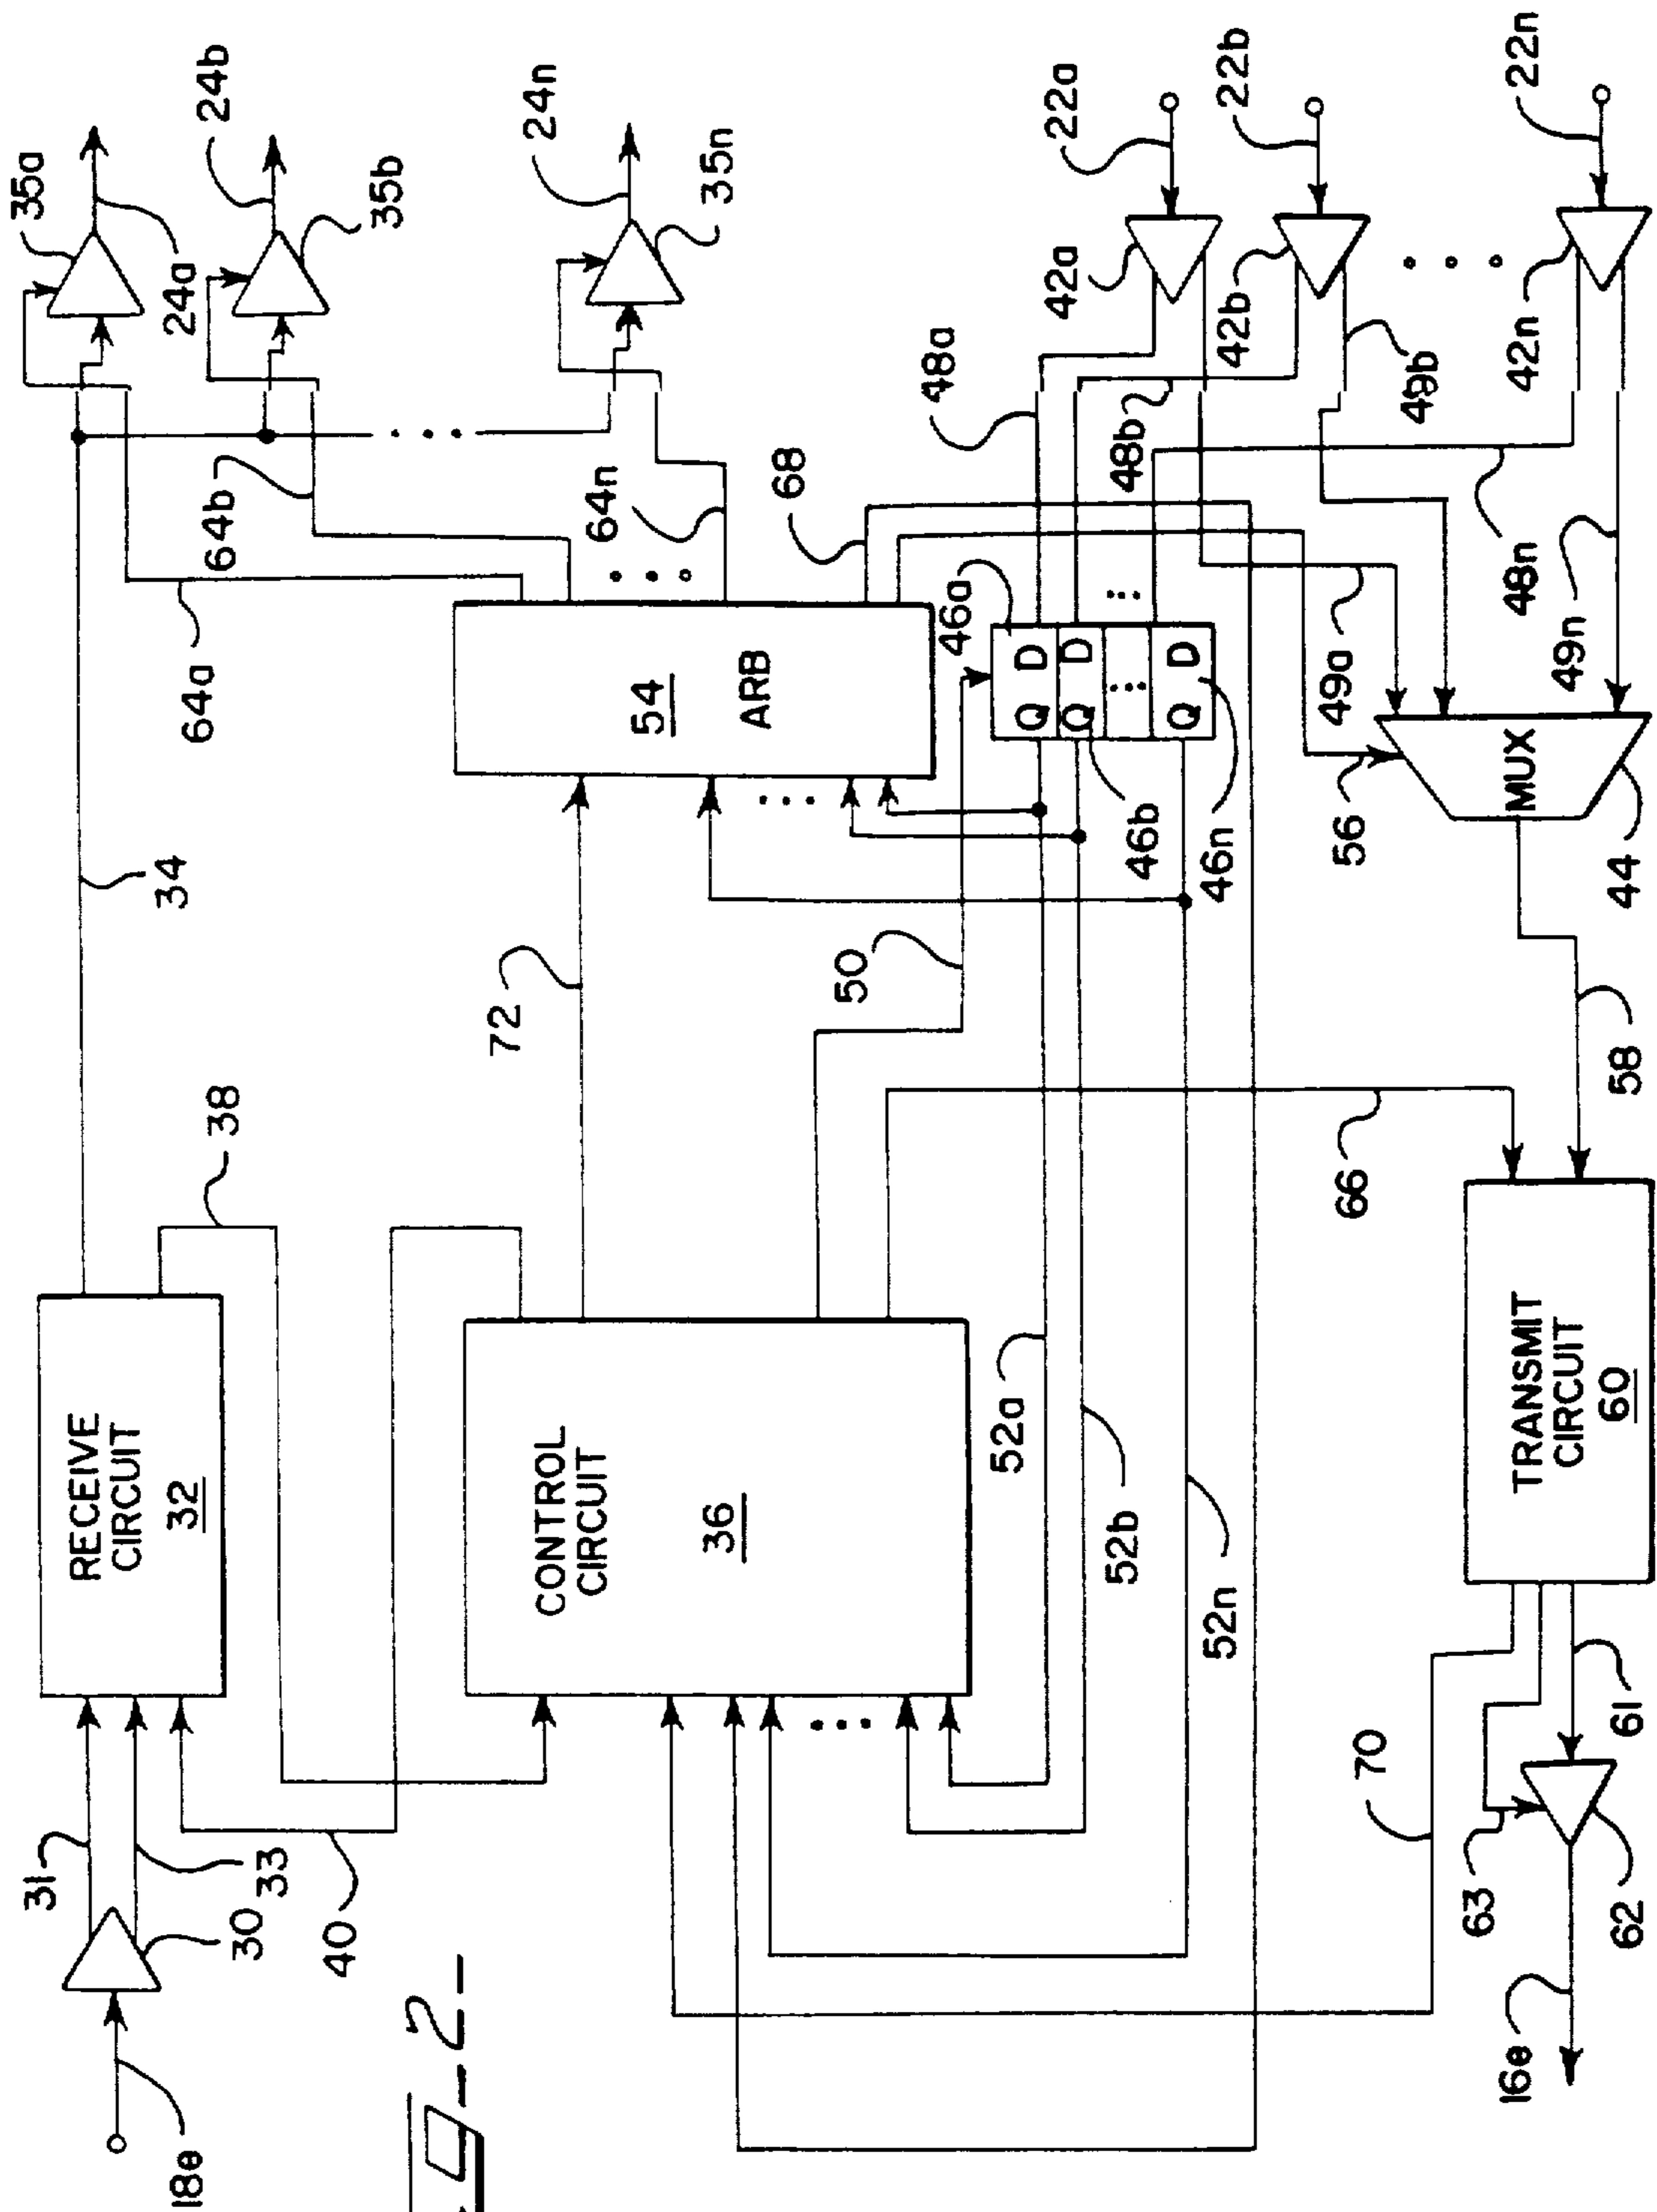 35a
24a
24b
35b
24n
35n
34
64a
64b
64n
68
RECEIVE
CIRCUIT
32
38
31
33
30
40
18e
2
CONTROL
CIRCUIT
36
72
50
54
ARB
46a
Q D
Q D
Q D
46b
46n
48a
48b
48n
42a
42b
42n
22a
22b
22n
49a
49b
49n
52a
52b
52n
56
MUX
44
58
66
TRANSMIT
CIRCUIT
60
61
63
62
70
16e